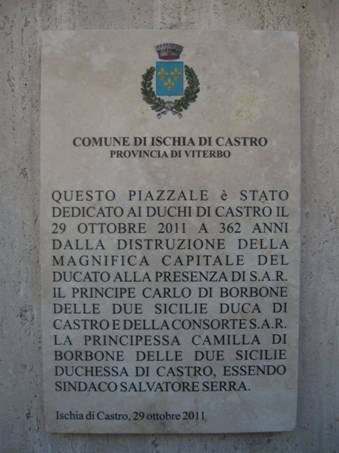 COMUNE DI ISCHIA DI CASTRO
PROVINCIA DI VITERBO
QUESTO PIAZZALE è STATO
DEDICATO AI DUCHI DI CASTRO IL
29 OTTOBRE 2011 A 362 ANNI
DALLA DISTRUZIONE DELLA
MAGNIFICA CAPITALE DEL
DUCATO ALLA PRESENZA DI S.A.R.
IL PRINCIPE CARLO DI BORBONE
DELLE DUE SICILIE DUCA DI
CASTRO E DELLA CONSORTE S.A.R.
LA PRINCIPESSA CAMILLA DI
BORBONE DELLE DUE SICILIE
DUCHESSA DI CASTRO, ESSENDO
SINDACO SALVATORE SERRA.
Ischia di Castro, 29 ottobre 2011